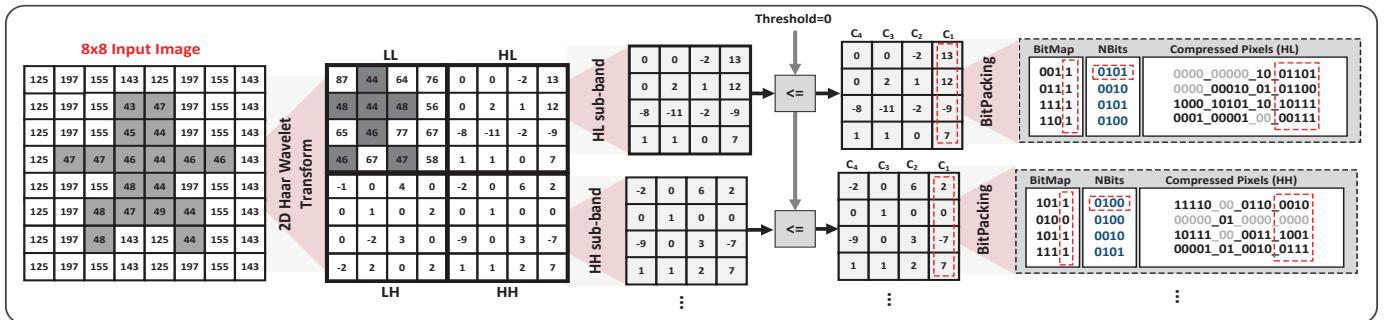 8x8 Input Image
125 197 155 143 125 197 155 143
125 197 155 43 47 197 155 143
125 197 155 45 44 197 155 143
125 47 47 46 44 46 46 143
125 197 155 48 44 197 155 143
125 197 48 47 49 44 155 143
125 197 48 143 125 44 155 143
125 197 155 143 125 197 155 143
2D Haar Wavelet
Transform
LL HL
87 44 64 76 0 0 -2 13
48 44 48 56 0 2 1 12
65 46 77 67 -8 -11 -2 -9
46 67 47 58 1 1 0 7
-1 0 4 0 -2 0 6 2
0 1 0 2 0 1 0 0
0 -2 3 0 -9 0 3 -7
-2 2 0 2 1 1 2 7
LH HH
HL sub-band
0 0 -2 13
0 2 1 12
-8 -11 -2 -9
1 1 0 7
HH sub-band
-2 0 6 2
0 1 0 0
-9 0 3 -7
1 1 2 7
⋮
Threshold=0
<=
<=
C4 C3 C2 C1
0 0 -2 13
0 2 1 12
-8 -11 -2 -9
1 1 0 7
C4 C3 C2 C1
-2 0 6 2
0 1 0 0
-9 0 3 -7
1 1 2 7
⋮
BitPacking
BitMap NBits Compressed Pixels (HL)
0011 0101 0000_00000_10_01101
0111 0010 0000_00010_01_01100
1111 0101 1000_10101_10_10111
1101 0100 0001_00001_00_00111
BitPacking
BitMap NBits Compressed Pixels (HH)
1011 0100 11110_00_0110_0010
0100 0100 00000_01_0000_0000
1011 0010 10111_00_0011_1001
1111 0101 00001_01_0010_0111
⋮